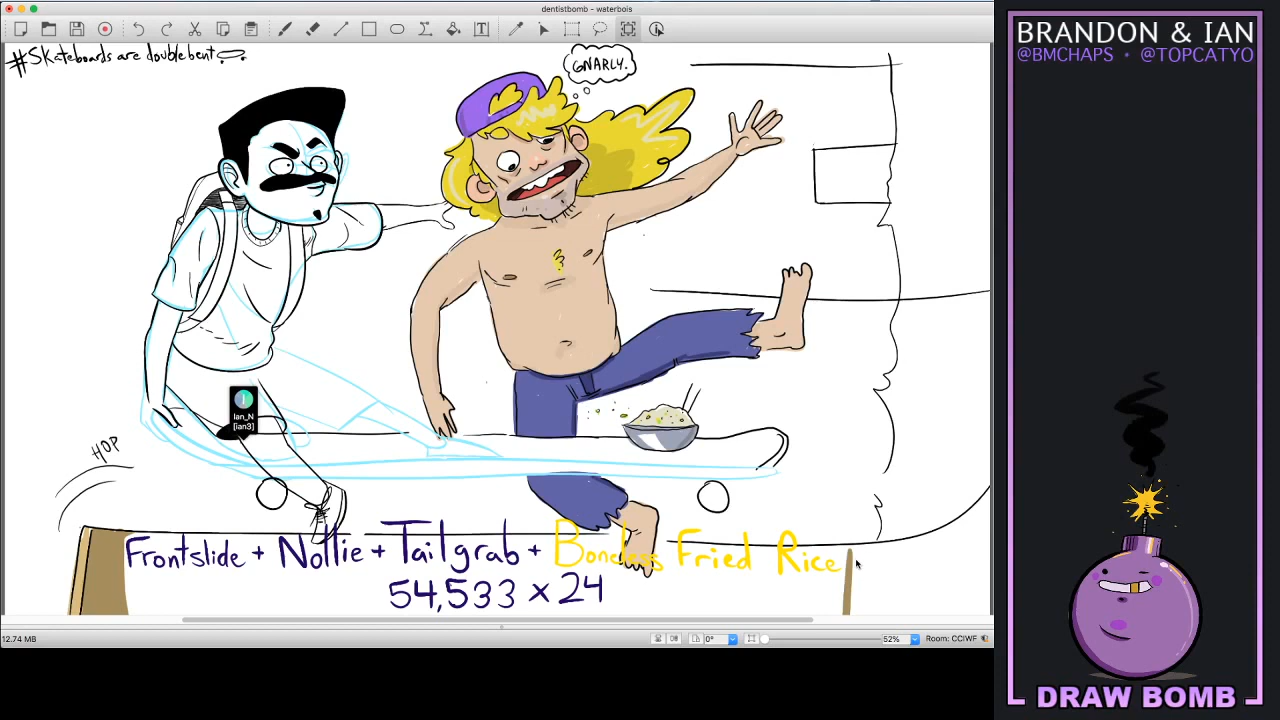 dentistbomb - waterbois
#Skateboards are doublebent
GNARLY.
Ian_N
[ian3]
HOP
Frontslide + Nollie + Tailgrab + Boneless Fried Rice
54,533 x 24
12.74 MB
0°
52%
Room: CCIWF
BRANDON & IAN
@BMCHAPS • @TOPCATYO
DRAW BOMB